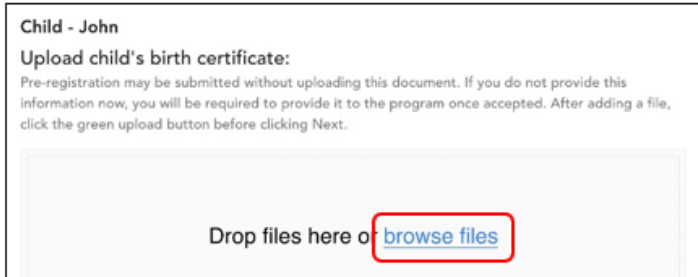 Child - John
Upload child's birth certificate:
Pre-registration may be submitted without uploading this document. If you do not provide this
information now, you will be required to provide it to the program once accepted. After adding a file,
click the green upload button before clicking Next.
Drop files here or browse files